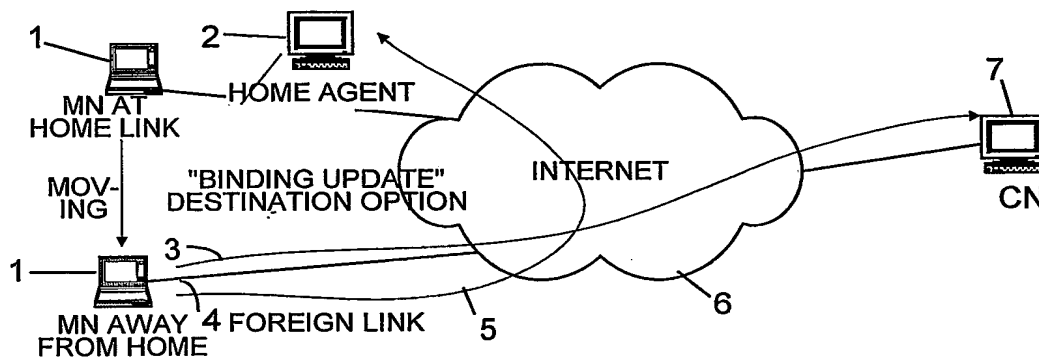 1
2
7
HOME AGENT
MN AT
HOME LINK
INTERNET
MOV-
ING
"BINDING UPDATE"
DESTINATION OPTION
CN
3
1
4 FOREIGN LINK
5
6
MN AWAY
FROM HOME